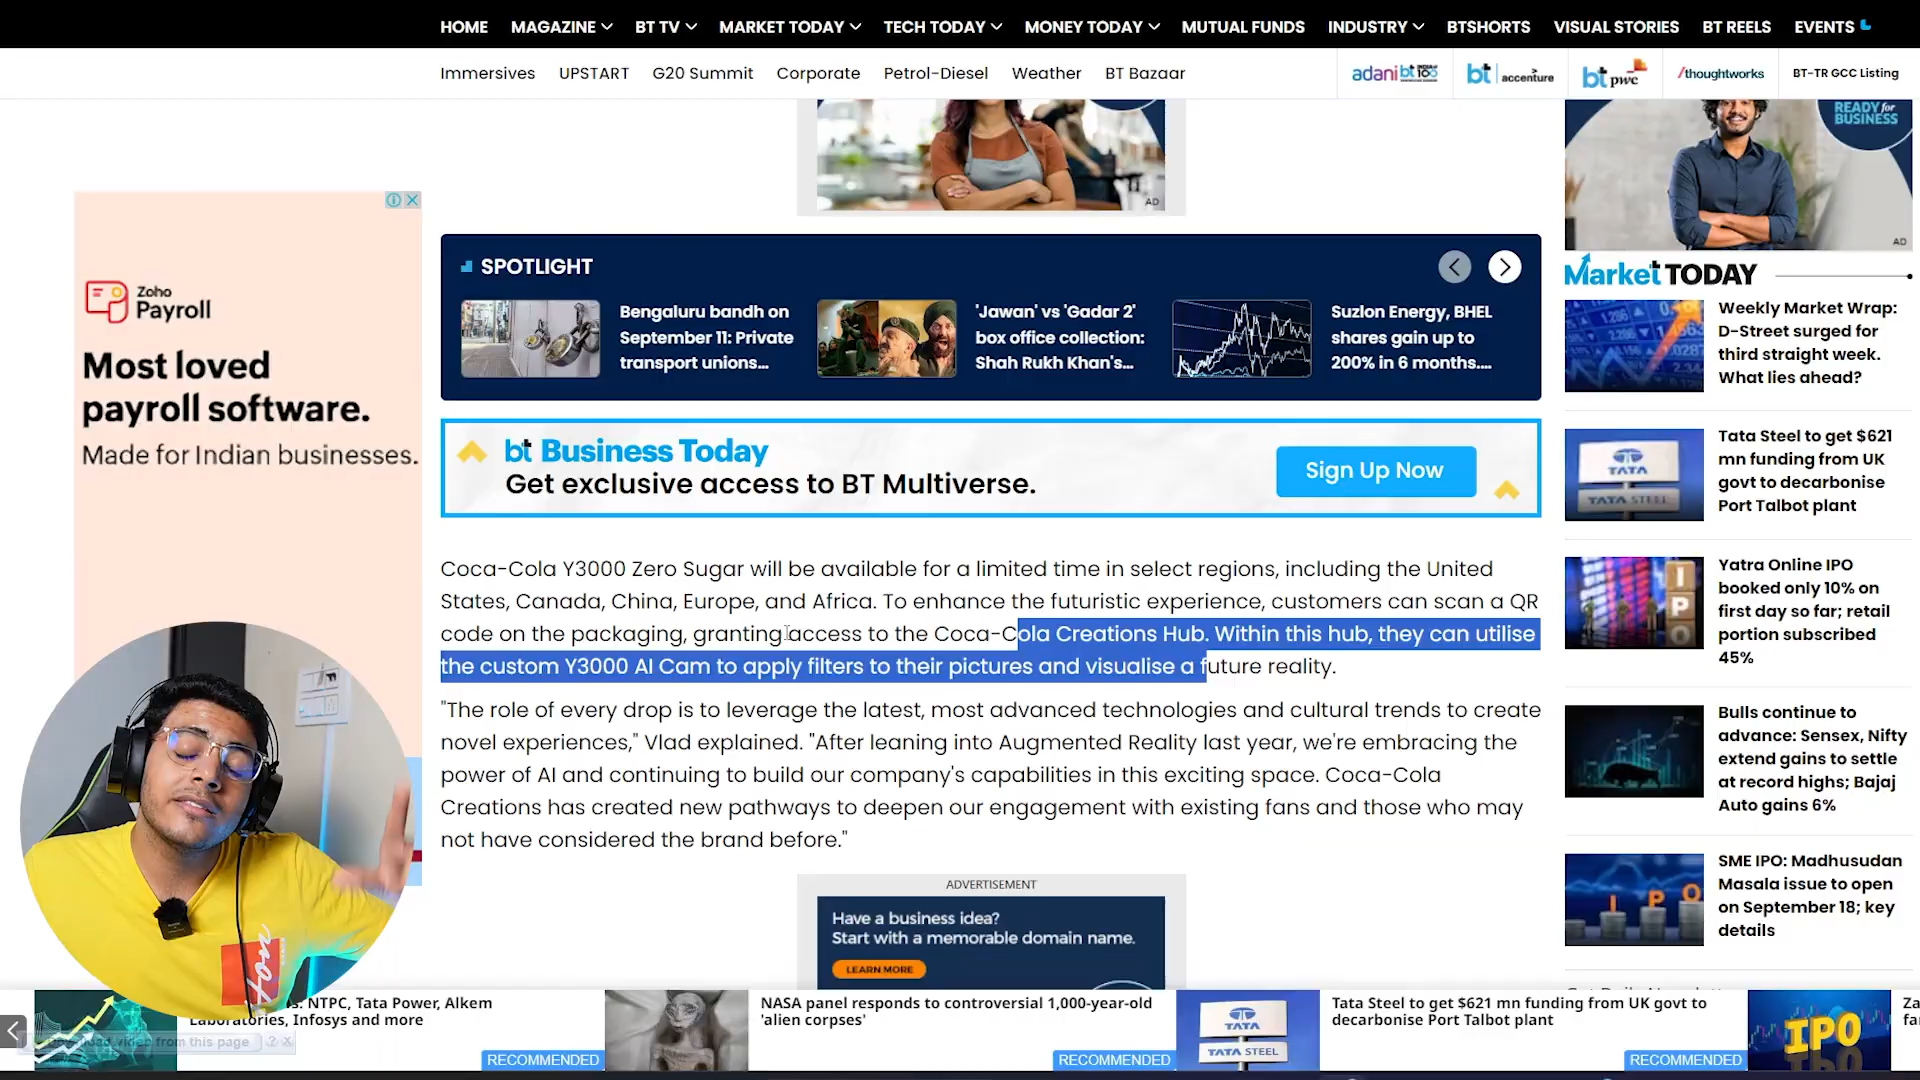 HOME MAGAZINE BT TV MARKET TODAY TECH TODAY MONEY TODAY MUTUAL FUNDS INDUSTRY BTSHORTS VISUAL STORIES BT REELS EVENTS
Immersives UPSTART G20 Summit Corporate Petrol-Diesel Weather BT Bazaar
adani bt
bt accenture
bt pwc
/thoughtworks
BT-TR GCC Listing
AD
READY for
BUSINESS
AD
Zoho
Payroll
Most loved
payroll software.
Made for Indian businesses.
SPOTLIGHT
Bengaluru bandh on
September 11: Private
transport unions...
'Jawan' vs 'Gadar 2'
box office collection:
Shah Rukh Khan's...
Suzlon Energy, BHEL
shares gain up to
200% in 6 months....
bt Business Today
Get exclusive access to BT Multiverse.
Sign Up Now
Coca-Cola Y3000 Zero Sugar will be available for a limited time in select regions, including the United
States, Canada, China, Europe, and Africa. To enhance the futuristic experience, customers can scan a QR
code on the packaging, granting access to the Coca-Cola Creations Hub. Within this hub, they can utilise
the custom Y3000 AI Cam to apply filters to their pictures and visualise a future reality.
"The role of every drop is to leverage the latest, most advanced technologies and cultural trends to create
novel experiences," Vlad explained. "After leaning into Augmented Reality last year, we're embracing the
power of AI and continuing to build our company's capabilities in this exciting space. Coca-Cola
Creations has created new pathways to deepen our engagement with existing fans and those who may
not have considered the brand before."
ADVERTISEMENT
Have a business idea?
Start with a memorable domain name.
LEARN MORE
Market TODAY
Weekly Market Wrap:
D-Street surged for
third straight week.
What lies ahead?
TATA
TATA STEEL
Tata Steel to get $621
mn funding from UK
govt to decarbonise
Port Talbot plant
IPO
Yatra Online IPO
booked only 10% on
first day so far; retail
portion subscribed
45%
Bulls continue to
advance: Sensex, Nifty
extend gains to settle
at record highs; Bajaj
Auto gains 6%
IPO
SME IPO: Madhusudan
Masala issue to open
on September 18; key
details
: NTPC, Tata Power, Alkem
Laboratories, Infosys and more
RECOMMENDED
Download video from this page ?
NASA panel responds to controversial 1,000-year-old
'alien corpses'
RECOMMENDED
TATA
TATA STEEL
Tata Steel to get $621 mn funding from UK govt to
decarbonise Port Talbot plant
RECOMMENDED
IPO